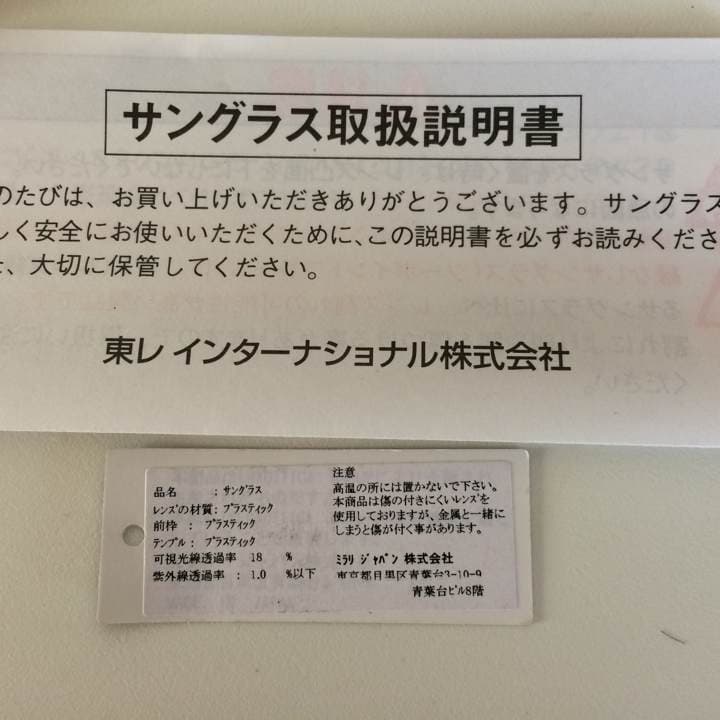 サングラス取扱説明書
のたびは、お買い上げいただきありがとうございます。サングラス
しく安全にお使いいただくために、この説明書を必ずお読みくださ
、大切に保管してください。
東レ インターナショナル株式会社
品名 : サングラス
レンズの材質: プラスティック
前枠 : プラスティック
テンプル : プラスティック
可視光線透過率 18 %
紫外線透過率 : 1.0 %以下
注意
高温の所には置かないで下さい。
本商品は傷の付きにくいレンズを
使用しておりますが、金属と一緒に
しまうと傷が付く事があります。
ミラリ ジャパン 株式会社
東京都目黒区青葉台3-10-9
青葉台ビル8階